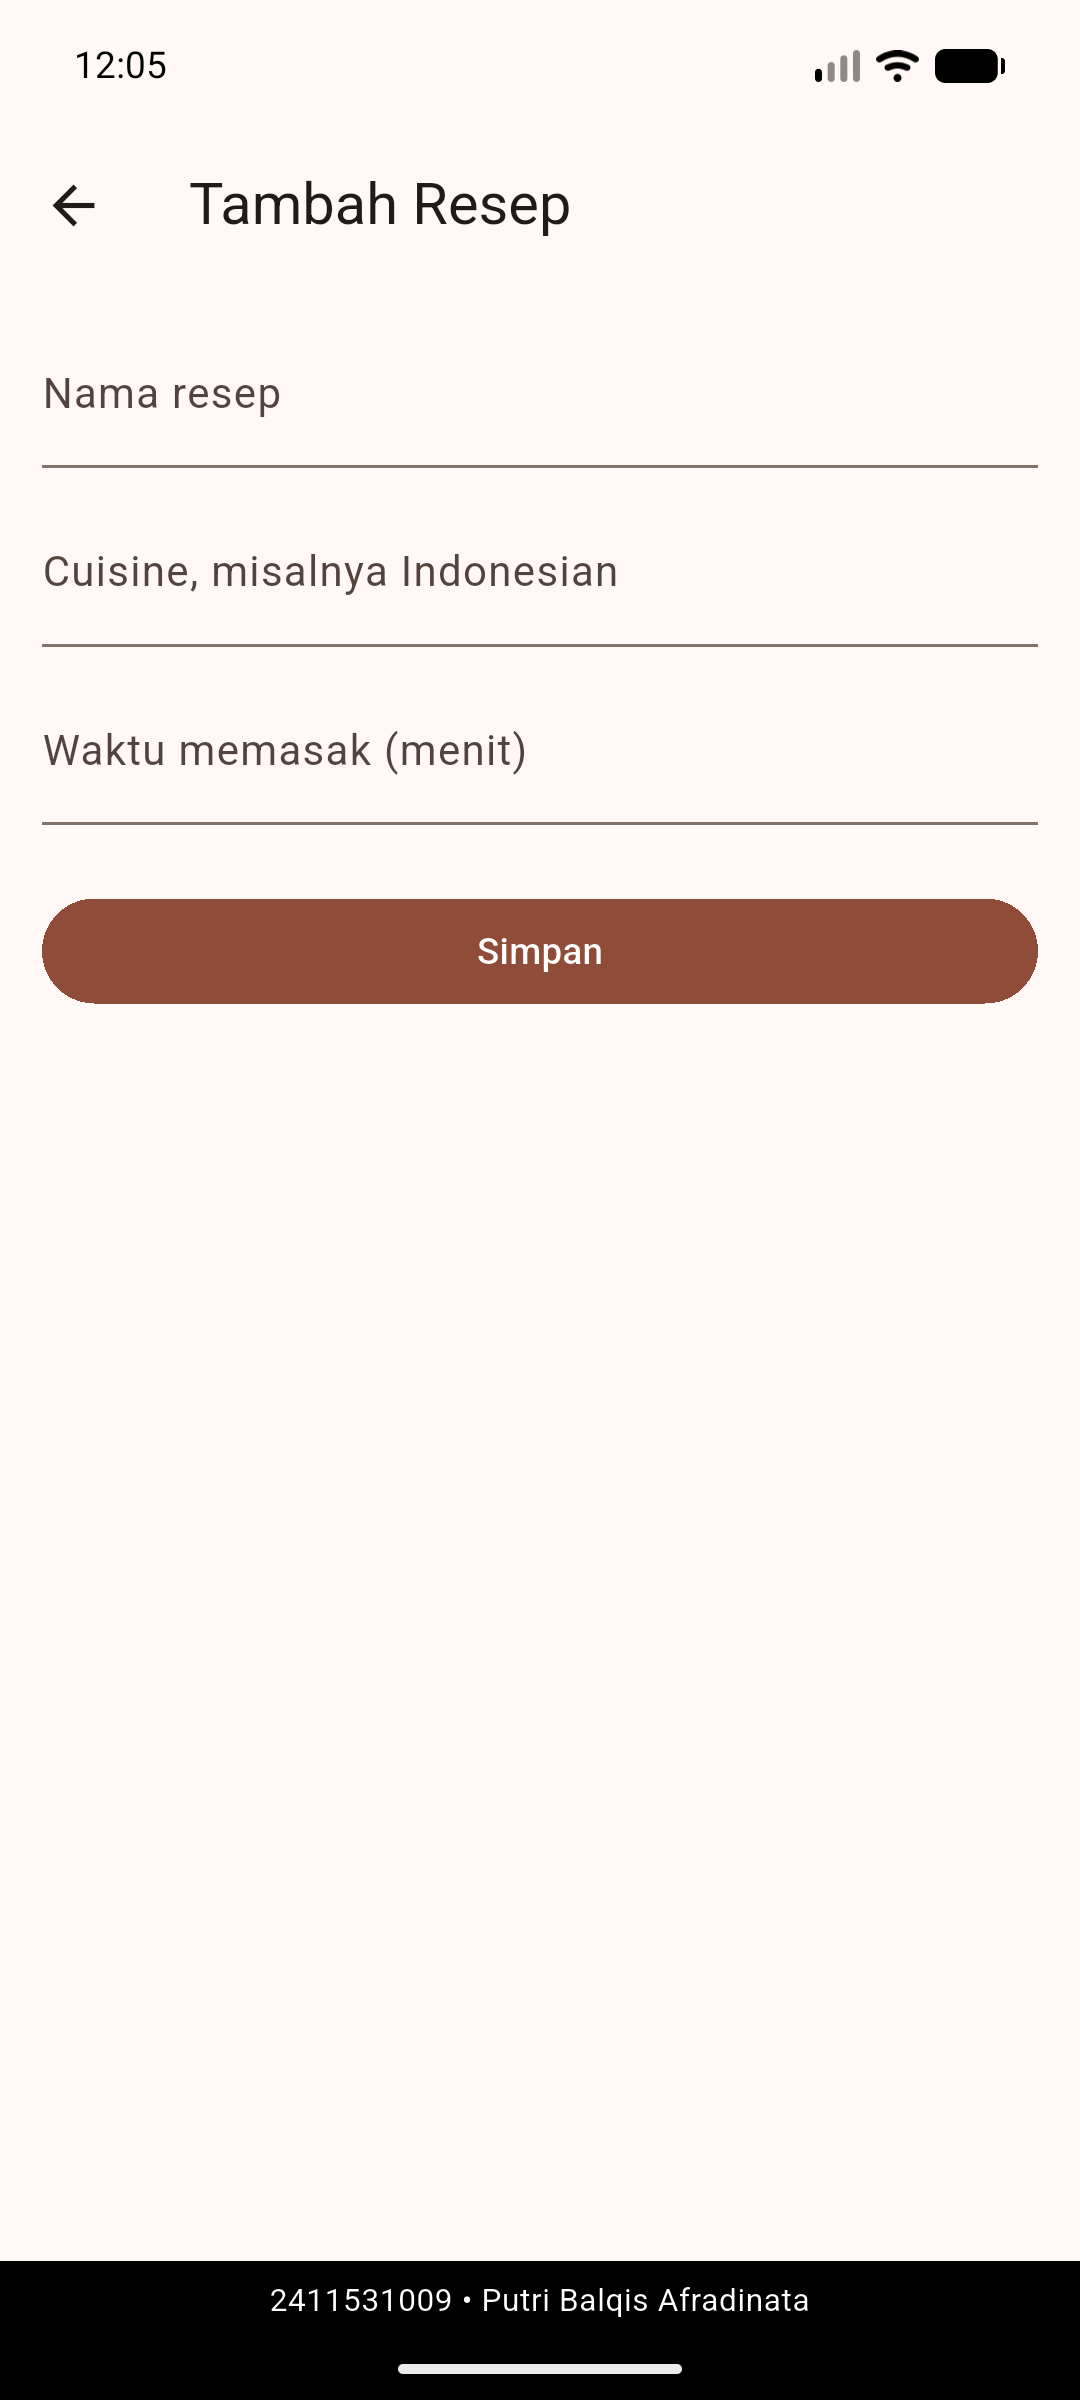 12:05
Tambah Resep
Nama resep
Cuisine, misalnya Indonesian
Waktu memasak (menit)
Simpan
2411531009 • Putri Balqis Afradinata